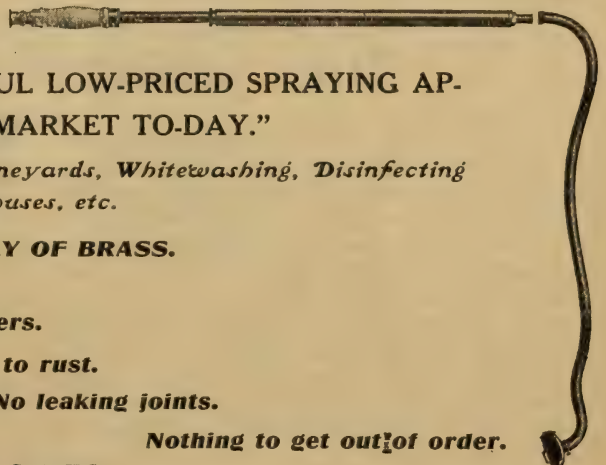 UL LOW-PRICED SPRAYING AP-
MARKET TO-DAY."
neyards, Whitewashing, Disinfecting
ouses, etc.
Y OF BRASS.
ers.
to rust.
No leaking joints.
Nothing to get out of order.